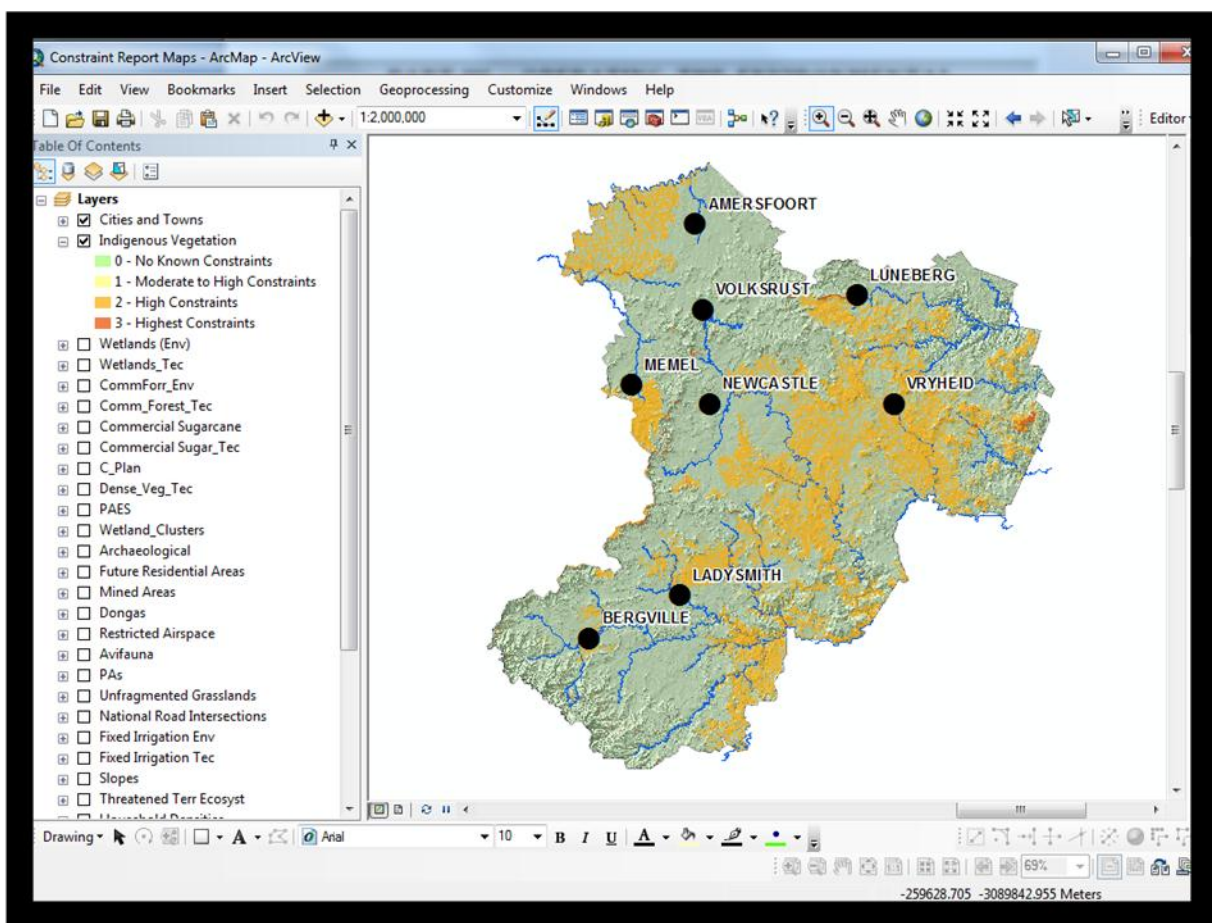 Constraint Report Maps - ArcMap - ArcView
File Edit View Bookmarks Insert Selection Geoprocessing Customize Windows Help
1:2,000,000 Editor
Table Of Contents
Layers
Cities and Towns
Indigenous Vegetation
0 - No Known Constraints
1 - Moderate to High Constraints
2 - High Constraints
3 - Highest Constraints
Wetlands (Env)
Wetlands_Tec
CommForr_Env
Comm_Forest_Tec
Commercial Sugarcane
Commercial Sugar_Tec
C_Plan
Dense_Veg_Tec
PAES
Wetland_Clusters
Archaeological
Future Residential Areas
Mined Areas
Dongas
Restricted Airspace
Avifauna
PAs
Unfragmented Grasslands
National Road Intersections
Fixed Irrigation Env
Fixed Irrigation Tec
Slopes
Threatened Terr Ecosyst
AMERSFOORT
LÜNEBERG
VOLKSRUST
MEMEL
NEWCASTLE
VRYHEID
LADYSMITH
BERGVILLE
Drawing Arial 10 B I U A
69%
-259628.705 -3089842.955 Meters